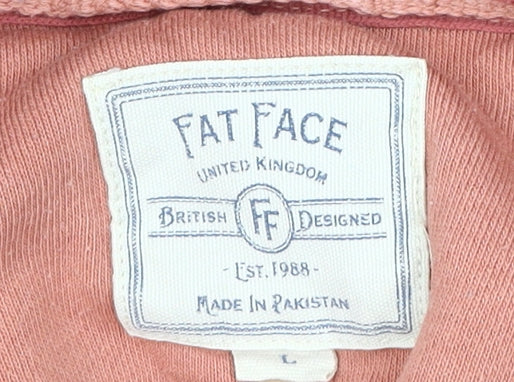 FAT FACE
UNITED KINGDOM
BRITISH FF DESIGNED
- EST. 1988 -
MADE IN PAKISTAN
L